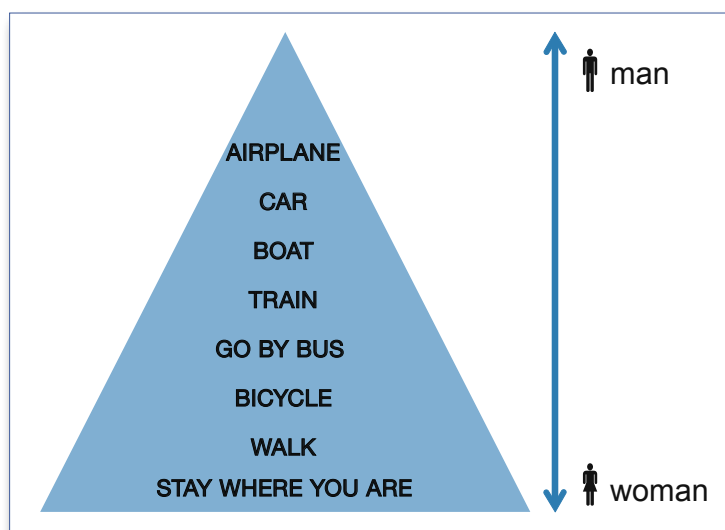 man
AIRPLANE
CAR
BOAT
TRAIN
GO BY BUS
BICYCLE
WALK
STAY WHERE YOU ARE
woman